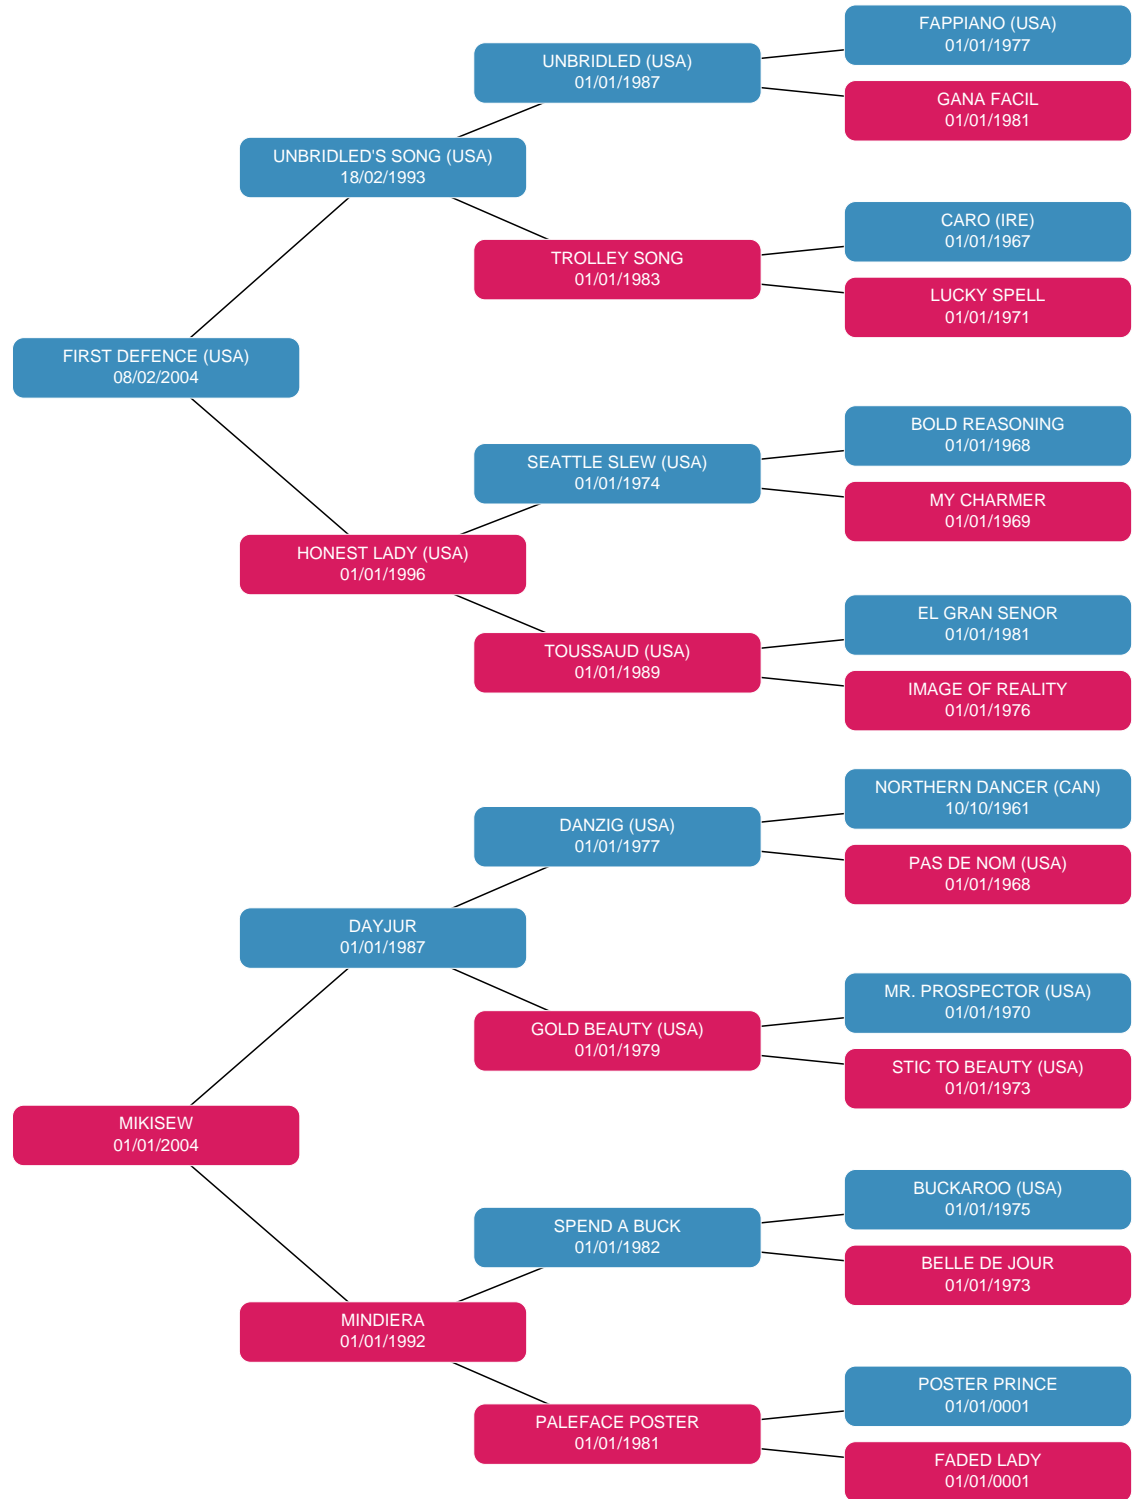 FAPPIANO (USA)
01/01/1977
UNBRIDLED (USA)
01/01/1987
GANA FACIL
01/01/1981
UNBRIDLED'S SONG (USA)
18/02/1993
CARO (IRE)
01/01/1967
TROLLEY SONG
01/01/1983
LUCKY SPELL
01/01/1971
FIRST DEFENCE (USA)
08/02/2004
BOLD REASONING
01/01/1968
SEATTLE SLEW (USA)
01/01/1974
MY CHARMER
01/01/1969
HONEST LADY (USA)
01/01/1996
EL GRAN SENOR
01/01/1981
TOUSSAUD (USA)
01/01/1989
IMAGE OF REALITY
01/01/1976
NORTHERN DANCER (CAN)
10/10/1961
DANZIG (USA)
01/01/1977
PAS DE NOM (USA)
01/01/1968
DAYJUR
01/01/1987
MR. PROSPECTOR (USA)
01/01/1970
GOLD BEAUTY (USA)
01/01/1979
STIC TO BEAUTY (USA)
01/01/1973
MIKISEW
01/01/2004
BUCKAROO (USA)
01/01/1975
SPEND A BUCK
01/01/1982
BELLE DE JOUR
01/01/1973
MINDIERA
01/01/1992
POSTER PRINCE
01/01/0001
PALEFACE POSTER
01/01/1981
FADED LADY
01/01/0001